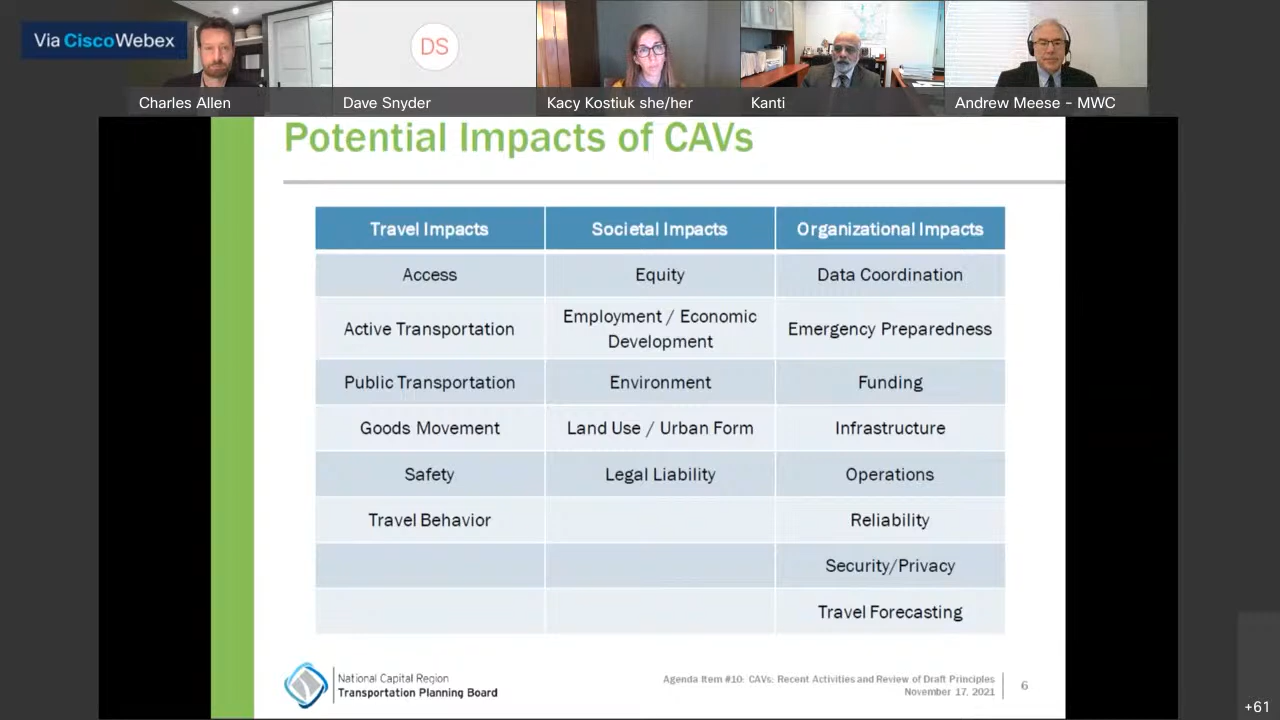 Via CiscoWebex
DS
Charles Allen
Dave Snyder
Kacy Kostiuk she/her
Kanti
Andrew Meese - MWC
Potential Impacts of CAVs
Travel Impacts
Societal Impacts
Organizational Impacts
Access
Equity
Data Coordination
Active Transportation
Employment / Economic
Development
Emergency Preparedness
Public Transportation
Environment
Funding
Goods Movement
Land Use / Urban Form
Infrastructure
Safety
Legal Liability
Operations
Travel Behavior
Reliability
Security/Privacy
Travel Forecasting
National Capital Region
Transportation Planning Board
Agenda Item #10: CAVs: Recent Activities and Review of Draft Principles
November 17, 2021
6
+61